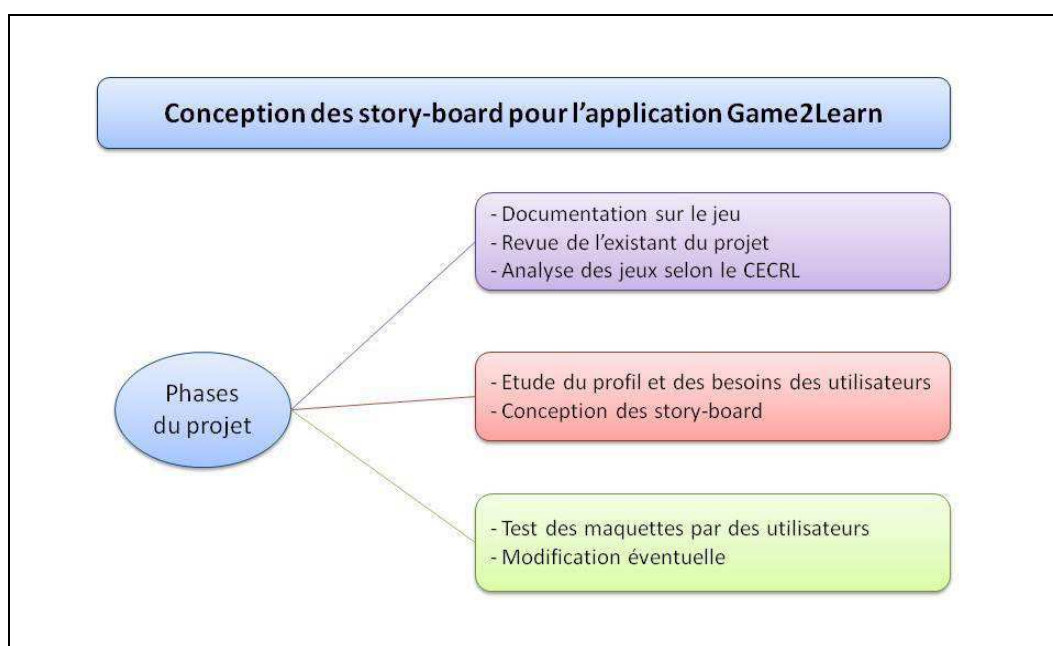 Conception des story-board pour l'application Game2Learn
- Documentation sur le jeu
- Revue de l'existant du projet
- Analyse des jeux selon le CECRL
Phases
du projet
- Etude du profil et des besoins des utilisateurs
- Conception des story-board
- Test des maquettes par des utilisateurs
- Modification éventuelle